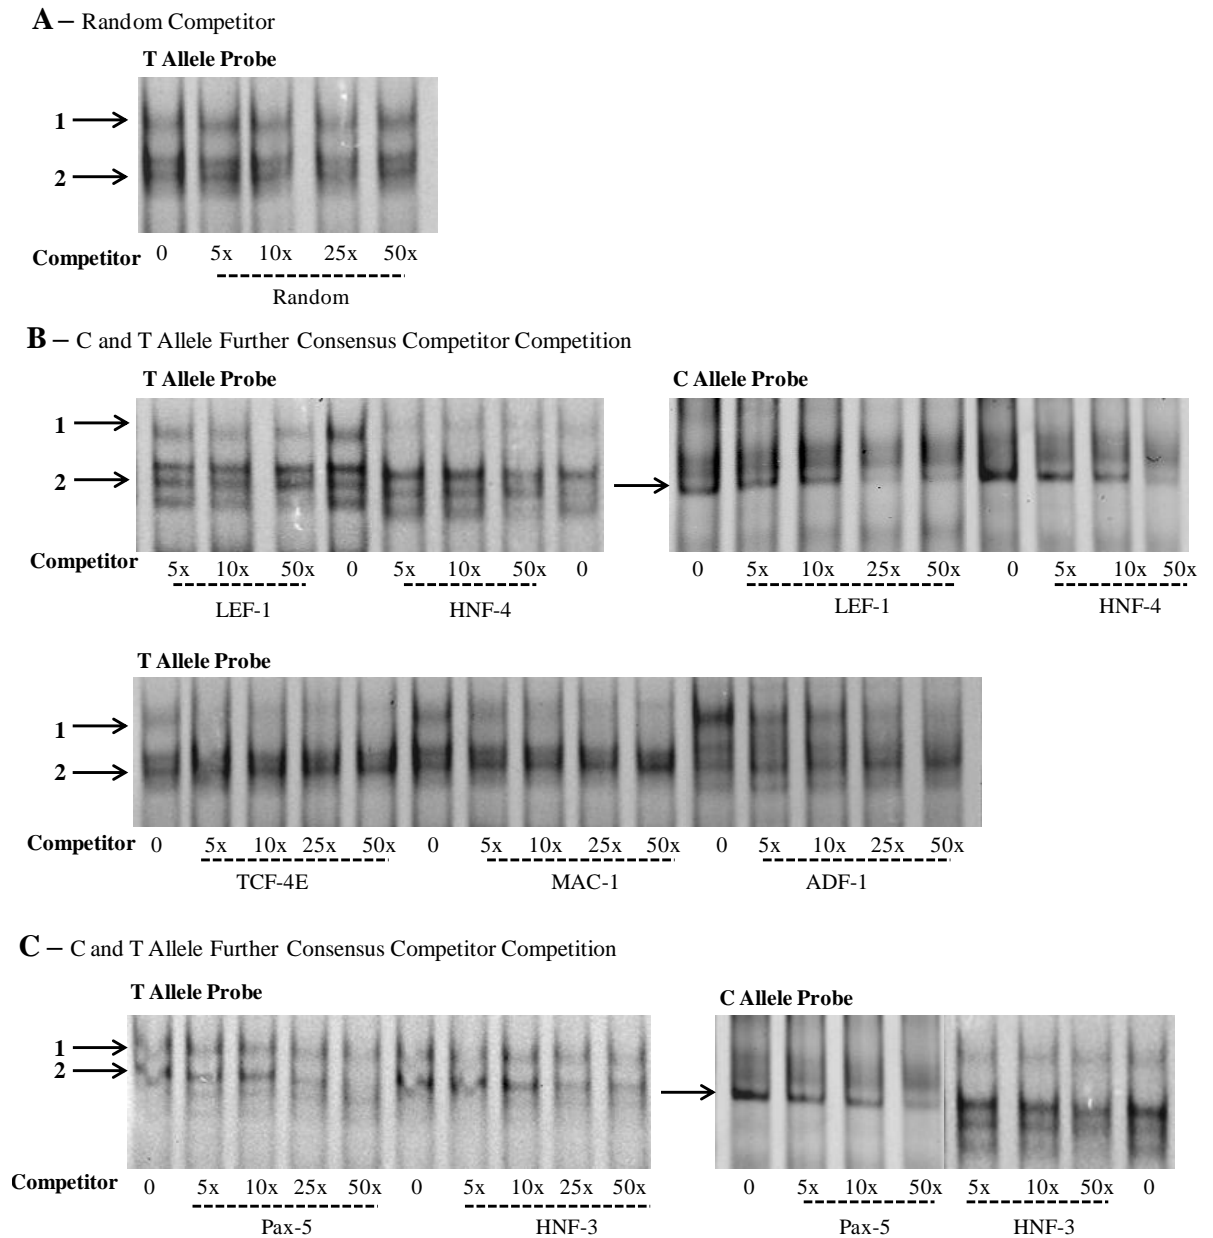 A – Random Competitor
T Allele Probe
1
2
Competitor 0 5x 10x 25x 50x
Random
B – C and T Allele Further Consensus Competitor Competition
T Allele Probe
C Allele Probe
1
2
Competitor 5x 10x 50x 0 5x 10x 50x 0
0 5x 10x 25x 50x 0 5x 10x 50x
LEF-1 HNF-4
LEF-1 HNF-4
T Allele Probe
1
2
Competitor 0 5x 10x 25x 50x 0 5x 10x 25x 50x 0 5x 10x 25x 50x
TCF-4E MAC-1 ADF-1
C – C and T Allele Further Consensus Competitor Competition
T Allele Probe
C Allele Probe
1
2
Competitor 0 5x 10x 25x 50x 0 5x 10x 25x 50x
0 5x 10x 50x 5x 10x 50x 0
Pax-5 HNF-3
Pax-5 HNF-3